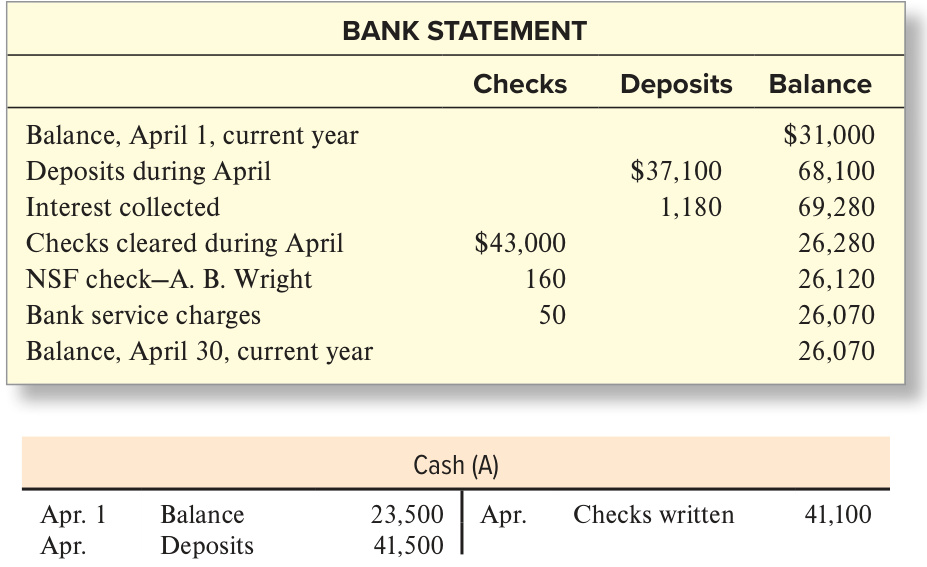 BANK STATEMENT
Checks Deposits Balance
Balance, April 1, current year $31,000
Deposits during April $37,100 68,100
Interest collected 1,180 69,280
Checks cleared during April $43,000 26,280
NSF check—A. B. Wright 160 26,120
Bank service charges 50 26,070
Balance, April 30, current year 26,070
Cash (A)
Apr. 1 Balance 23,500 Apr. Checks written 41,100
Apr. Deposits 41,500